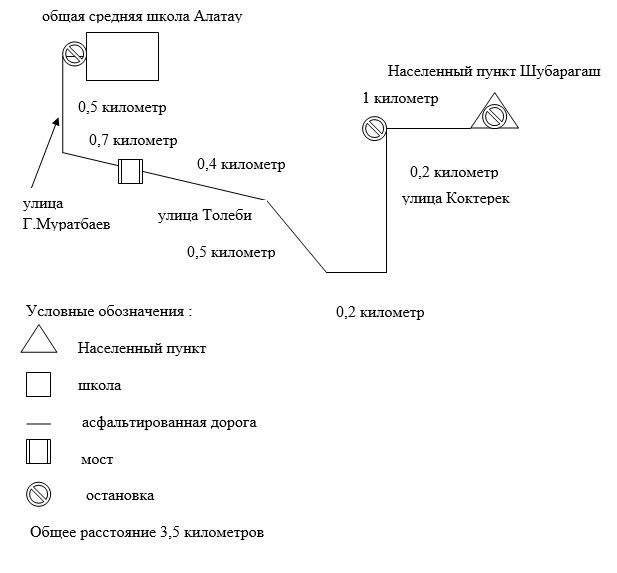 общая средняя школа Алатау
Населенный пункт Шубарагаш
1 километр
0,5 километр
0,7 километр
0,4 километр
0,2 километр
улица Коктерек
улица
Г.Муратбаев
улица Толеби
0,5 километр
0,2 километр
Условные обозначения :
Населенный пункт
школа
асфальтированная дорога
мост
остановка
Общее расстояние 3,5 километров